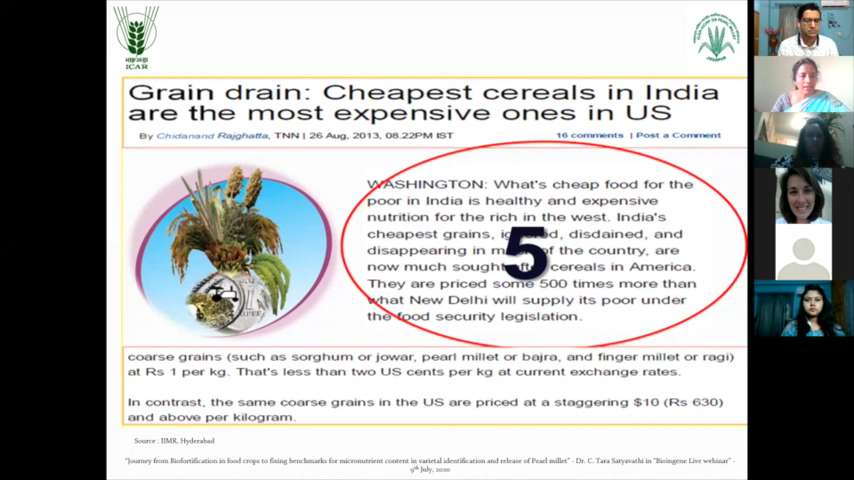 ICAR
Grain drain: Cheapest cereals in India
are the most expensive ones in US
By Chidanand Rajghatta, TNN | 26 Aug, 2013, 08.22PM IST
16 comments | Post a Comment
WASHINGTON: What's cheap food for the
poor in India is healthy and expensive
nutrition for the rich in the west. India's
cheapest grains, disdained, and
disappearing in of the country, are
now much sought cereals in America.
They are priced some 500 times more than
what New Delhi will supply its poor under
the food security legislation.
5
coarse grains (such as sorghum or jowar, pearl millet or bajra, and finger millet or ragi)
at Rs 1 per kg. That's less than two US cents per kg at current exchange rates.
In contrast, the same coarse grains in the US are priced at a staggering $10 (Rs 630)
and above per kilogram.
Source : IIMR, Hyderabad
"Journey from Biofortification in food crops to fixing benchmarks for micronutrient content in varietal identification and release of Pearl millet" - Dr. C. Tara Satyavathi in "Bioingene Live webinar" -
9th July, 2020